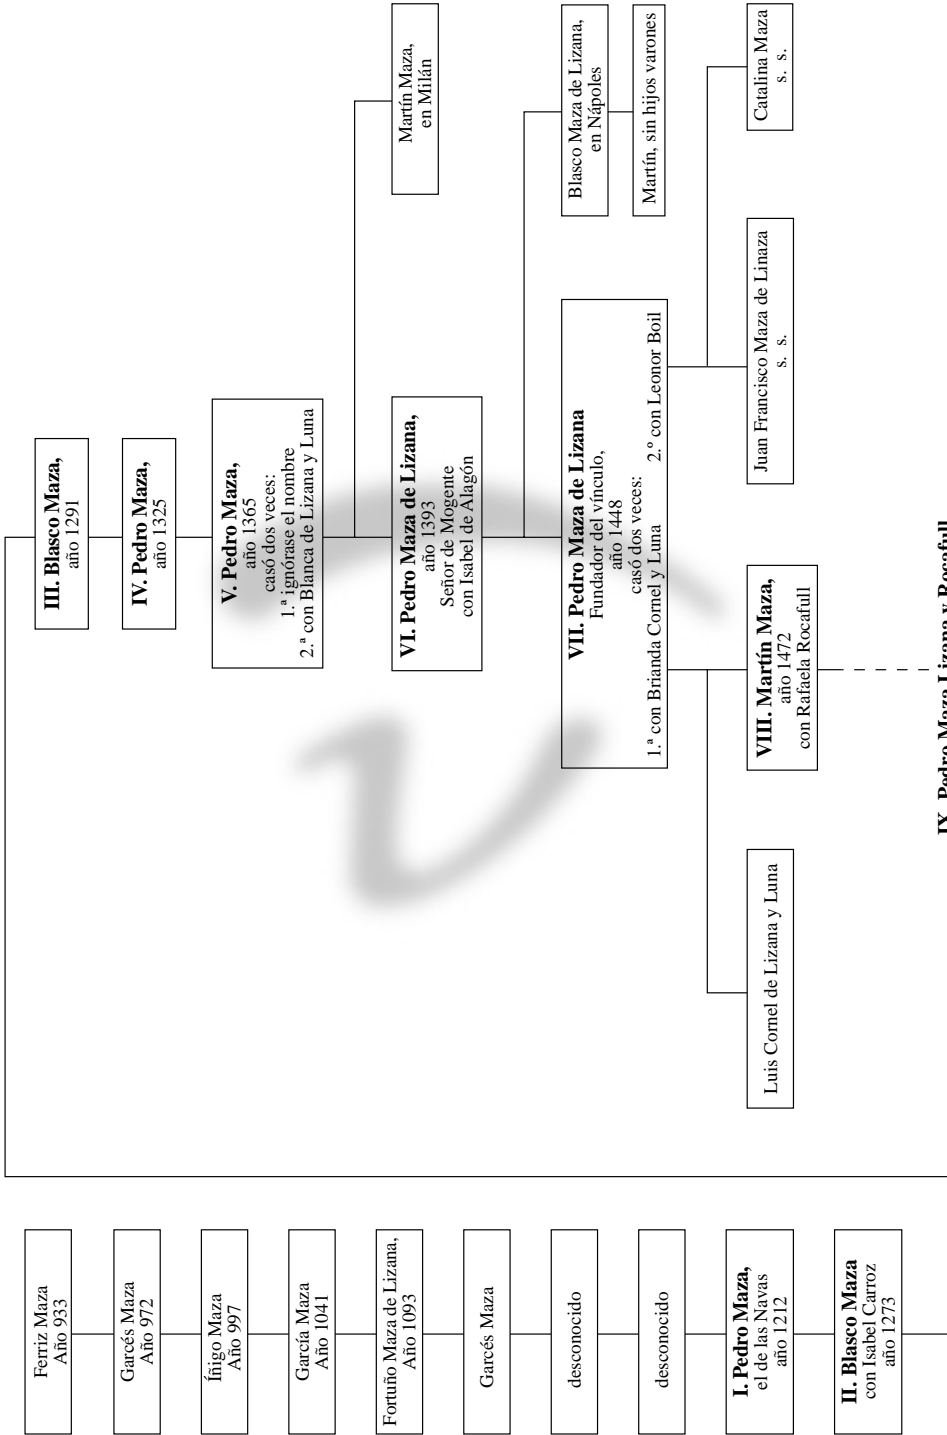 Ferriz Maza
Año 933
Garcés Maza
Año 972
Íñigo Maza
Año 997
García Maza
Año 1041
Fortuño Maza de Lizana,
Año 1093
Garcés Maza
desconocido
desconocido
I. Pedro Maza,
el de las Navas
año 1212
II. Blasco Maza
con Isabel Carroz
año 1273
III. Blasco Maza,
año 1291
IV. Pedro Maza,
año 1325
V. Pedro Maza,
año 1365
casó dos veces:
1.ª ignórase el nombre
2.ª con Blanca de Lizana y Luna
Martín Maza,
en Milán
VI. Pedro Maza de Lizana,
año 1393
Señor de Mogente
con Isabel de Alagón
Blasco Maza de Lizana,
en Nápoles
Martín, sin hijos varones
VII. Pedro Maza de Lizana
Fundador del vínculo,
año 1448
casó dos veces:
1.ª con Brianda Cornel y Luna 2.º con Leonor Boil
Luis Cornel de Lizana y Luna
VIII. Martín Maza,
año 1472
con Rafaela Rocafull
Juan Francisco Maza de Linaza
s. s.
Catalina Maza
s. s.
IX. Pedro Maza Lizana y Rocafull